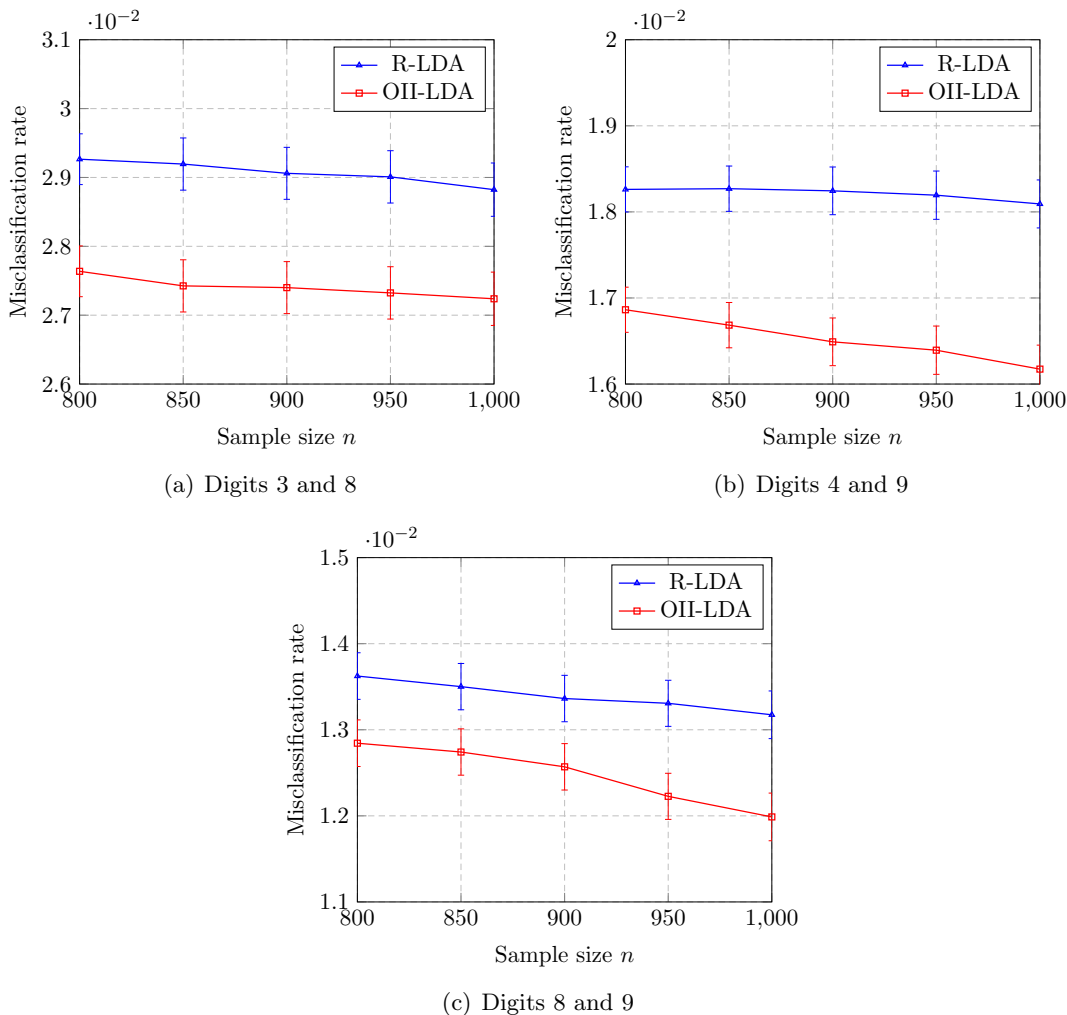 ·10−2
3.1
3
2.9
2.8
2.7
2.6
800 850 900 950 1,000
Misclassification rate
Sample size n
R-LDA
OII-LDA
(a) Digits 3 and 8
·10−2
2
1.9
1.8
1.7
1.6
800 850 900 950 1,000
Misclassification rate
Sample size n
R-LDA
OII-LDA
(b) Digits 4 and 9
·10−2
1.5
1.4
1.3
1.2
1.1
800 850 900 950 1,000
Misclassification rate
Sample size n
R-LDA
OII-LDA
(c) Digits 8 and 9